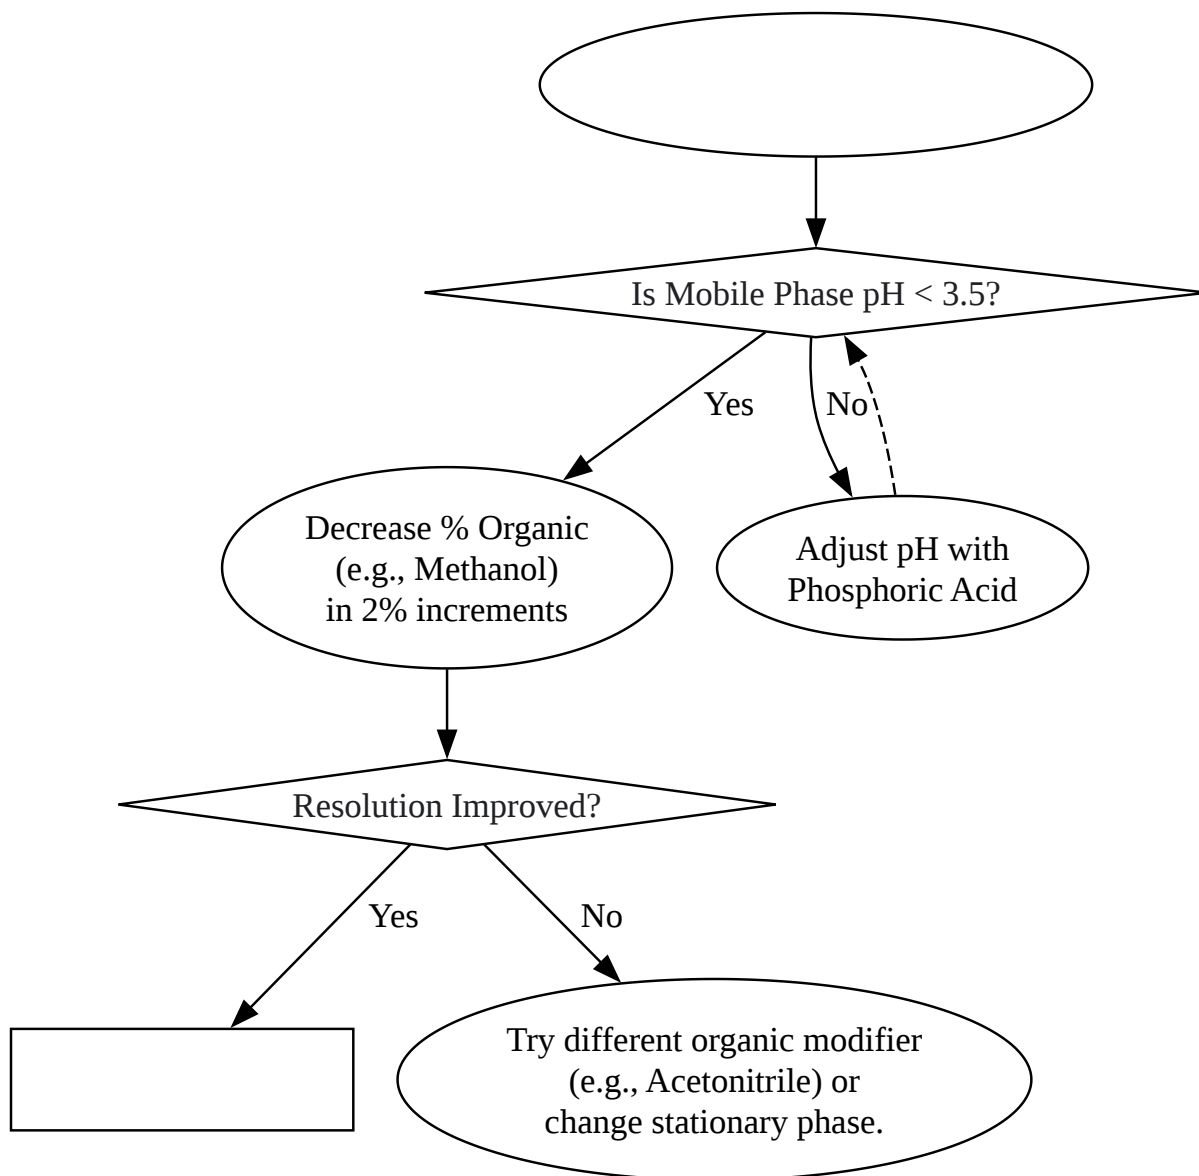 Is Mobile Phase pH < 3.5?
Yes
No
Decrease % Organic
(e.g., Methanol)
in 2% increments
Adjust pH with
Phosphoric Acid
Resolution Improved?
Yes
No
Try different organic modifier
(e.g., Acetonitrile) or
change stationary phase.